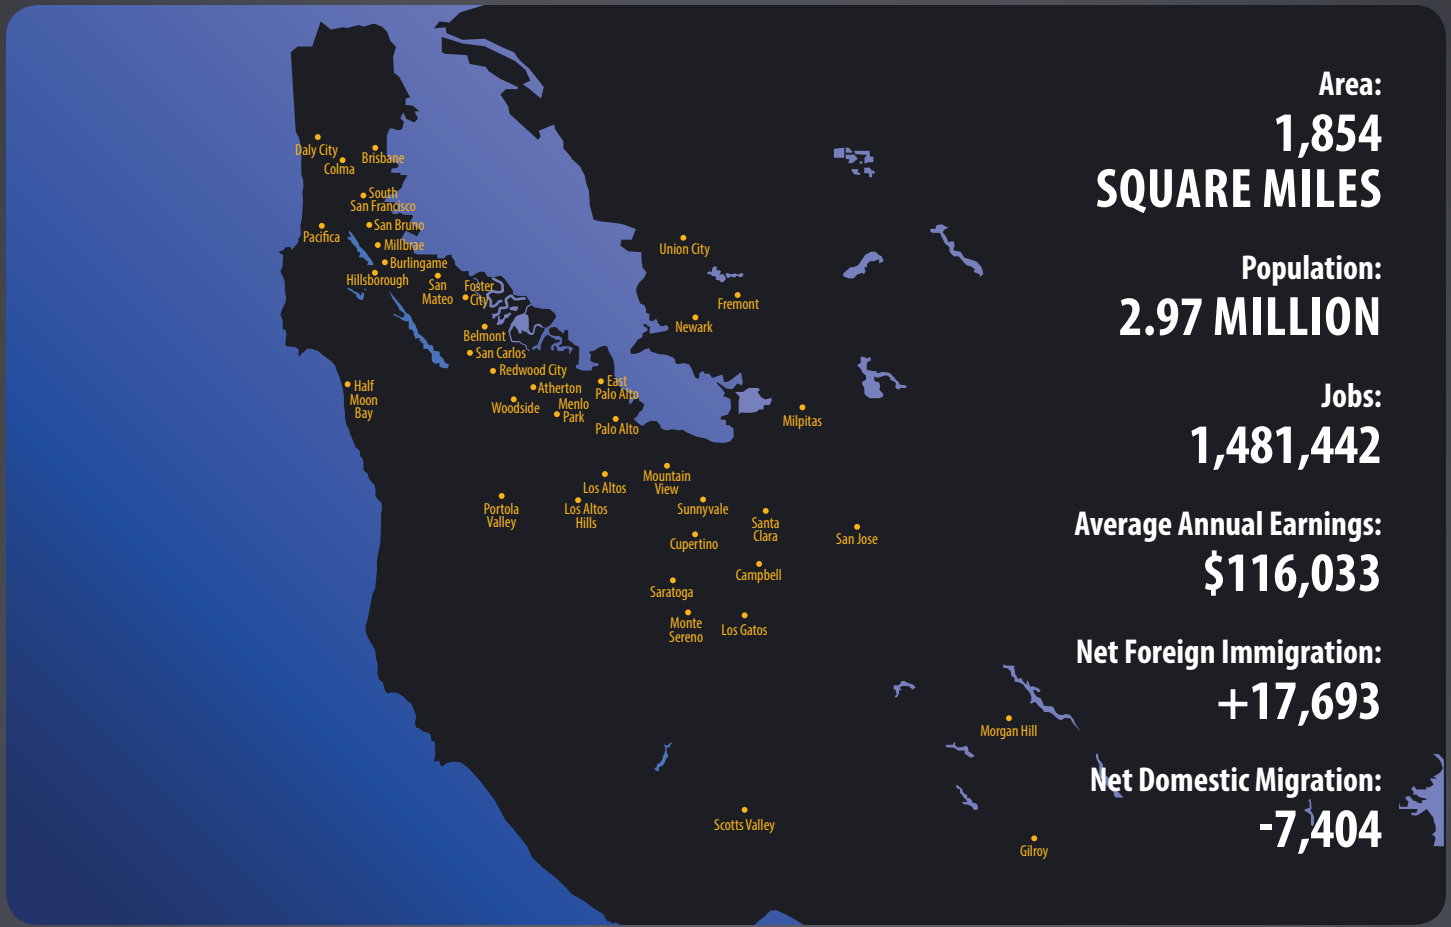 Daly City
Colma
Brisbane
South
San Francisco
San Bruno
Pacifica
Millbrae
Burlingame
Hillsborough
San
Mateo
Foster
City
Belmont
San Carlos
Redwood City
Atherton
Woodside
Menlo
Park
East
Palo Alto
Palo Alto
Half
Moon
Bay
Union City
Fremont
Newark
Milpitas
Portola
Valley
Los Altos
Los Altos
Hills
Mountain
View
Sunnyvale
Cupertino
Santa
Clara
San Jose
Campbell
Saratoga
Monte
Sereno
Los Gatos
Morgan Hill
Scotts Valley
Gilroy
Area:
1,854
SQUARE MILES
Population:
2.97 MILLION
Jobs:
1,481,442
Average Annual Earnings:
$116,033
Net Foreign Immigration:
+17,693
Net Domestic Migration:
-7,404